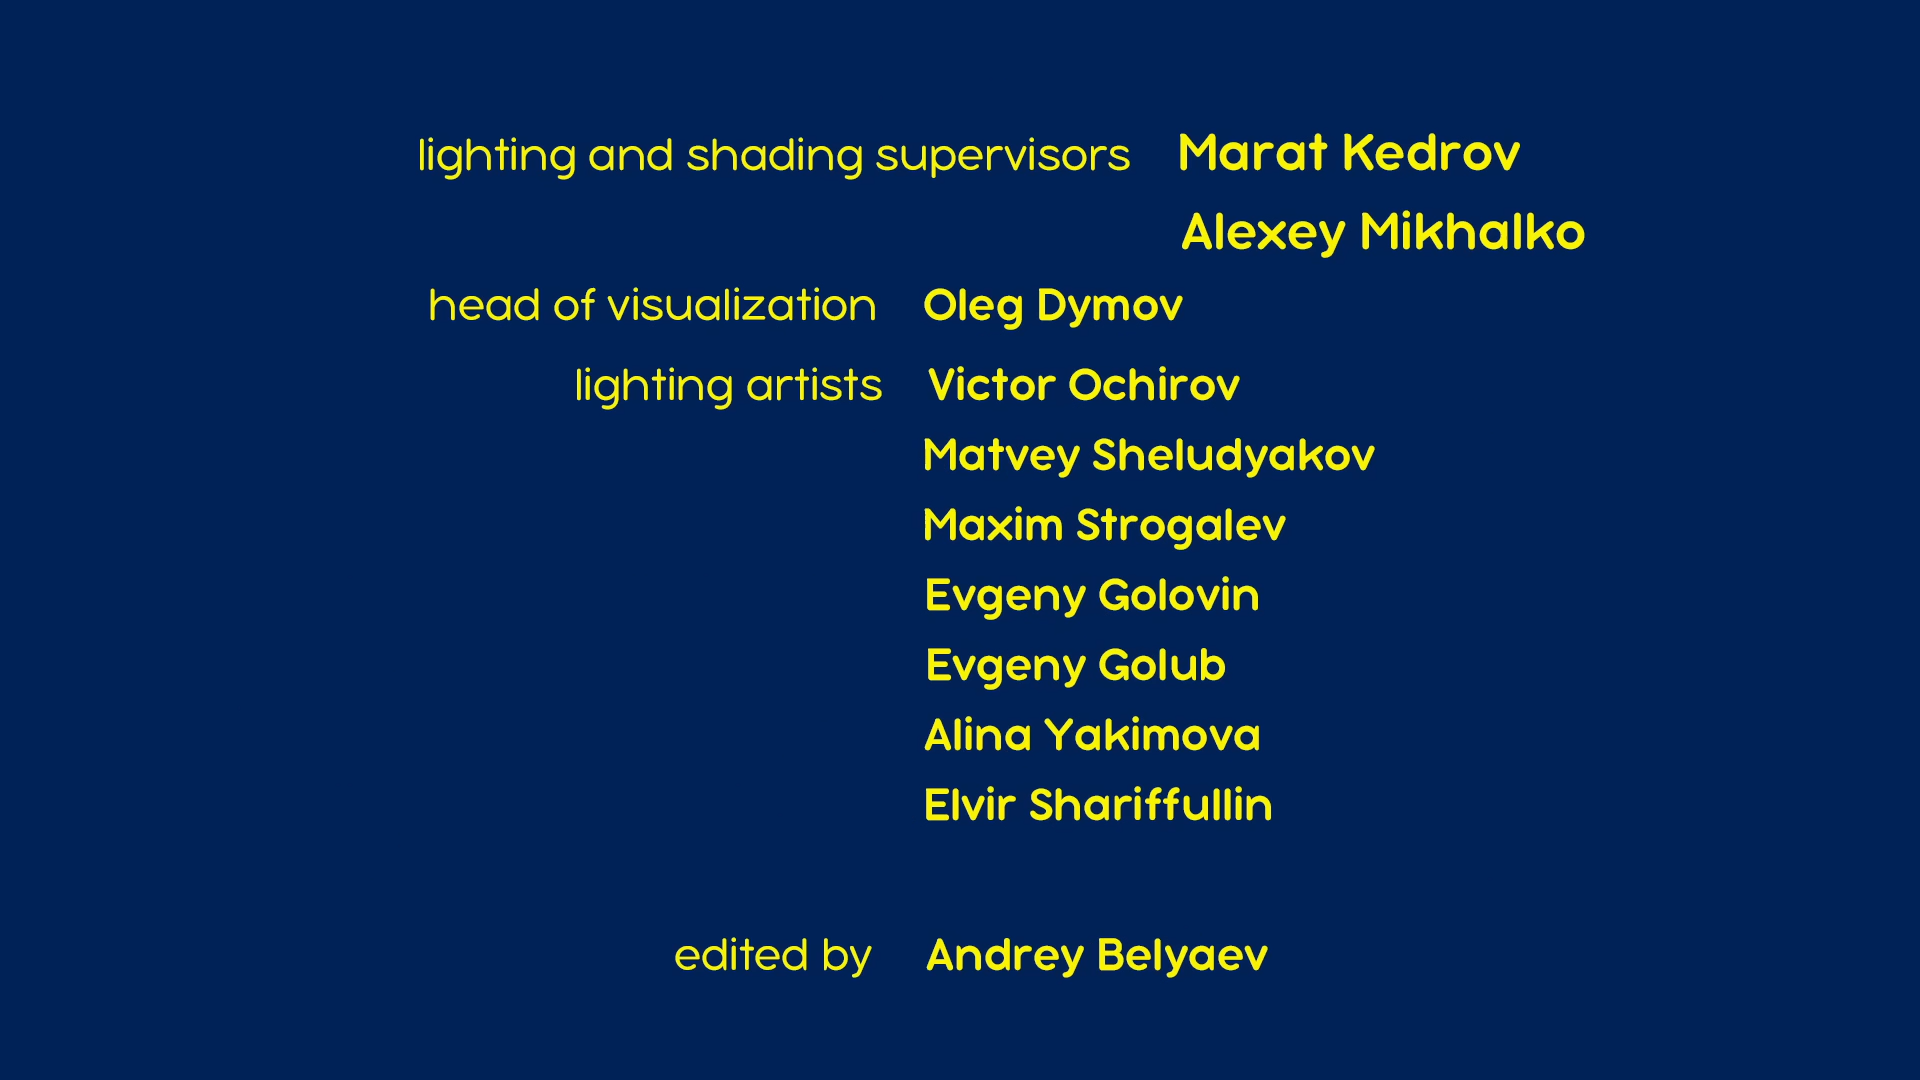 lighting and shading supervisors Marat Kedrov
Alexey Mikhalko
head of visualization Oleg Dymov
lighting artists Victor Ochirov
Matvey Sheludyakov
Maxim Strogalev
Evgeny Golovin
Evgeny Golub
Alina Yakimova
Elvir Shariffullin
edited by Andrey Belyaev